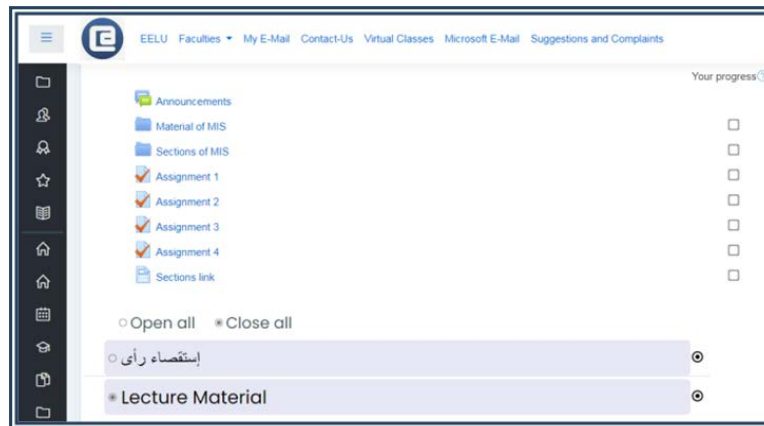 EELU Faculties My E-Mail Contact-Us Virtual Classes Microsoft E-Mail Suggestions and Complaints
Your progress
Announcements
Material of MIS
Sections of MIS
Assignment 1
Assignment 2
Assignment 3
Assignment 4
Sections link
Open all Close all
إستقصاء رأى
Lecture Material